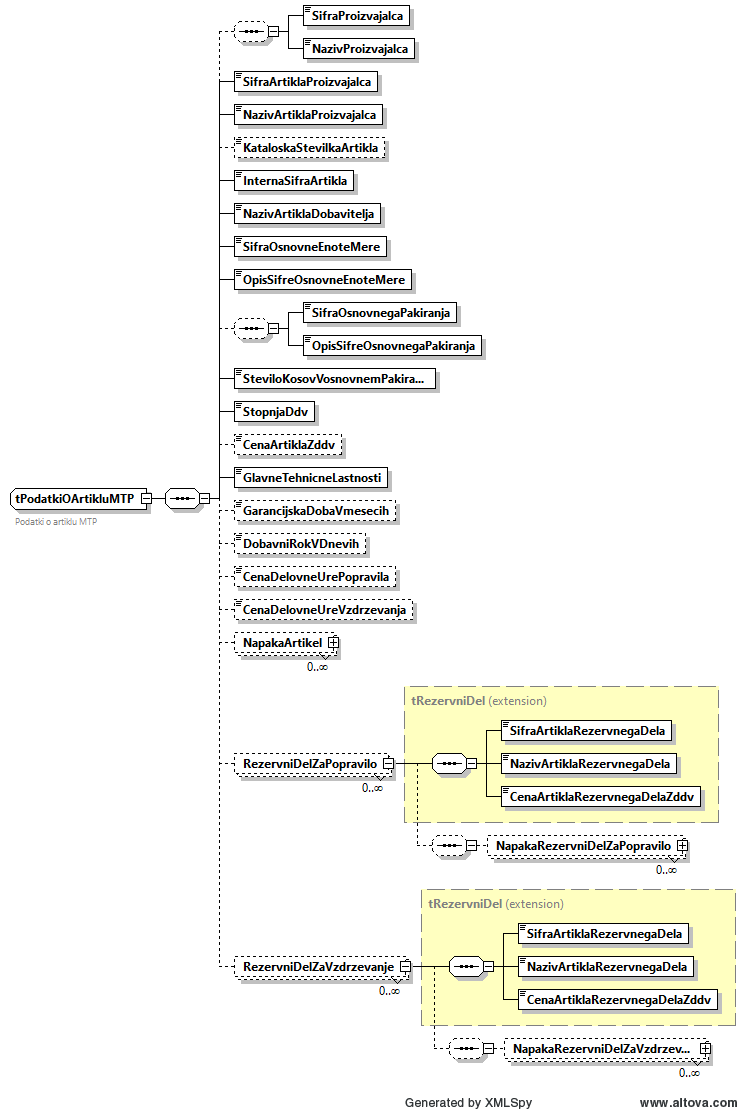 SifraProizvajalca
NazivProizvajalca
SifraArtiklaProizvajalca
NazivArtiklaProizvajalca
KataloskaStevilkaArtikla
InternaSifraArtikla
NazivArtiklaDobavitelja
SifraOsnovneEnoteMere
OpisSifreOsnovneEnoteMere
SifraOsnovnegaPakiranja
OpisSifreOsnovnegaPakiranja
SteviloKosovVosnovnemPakira...
StopnjaDdv
CenaArtiklaZddv
GlavneTehnicneLastnosti
tPodatkiOArtikluMTP
Podatki o artiklu MTP
GarancijskaDobaVmesecih
DobavniRokVDnevih
CenaDelovneUrePopravila
CenaDelovneUreVzdrzevanja
NapakaArtikel
0..∞
tRezervniDel (extension)
SifraArtiklaRezervnegaDela
RezervniDelZaPopravilo
NazivArtiklaRezervnegaDela
0..∞
CenaArtiklaRezervnegaDelaZddv
NapakaRezervniDelZaPopravilo
0..∞
tRezervniDel (extension)
SifraArtiklaRezervnegaDela
RezervniDelZaVzdrzevanje
NazivArtiklaRezervnegaDela
0..∞
CenaArtiklaRezervnegaDelaZddv
NapakaRezervniDelZaVzdrzev...
0..∞
Generated by XMLSpy www.altova.com